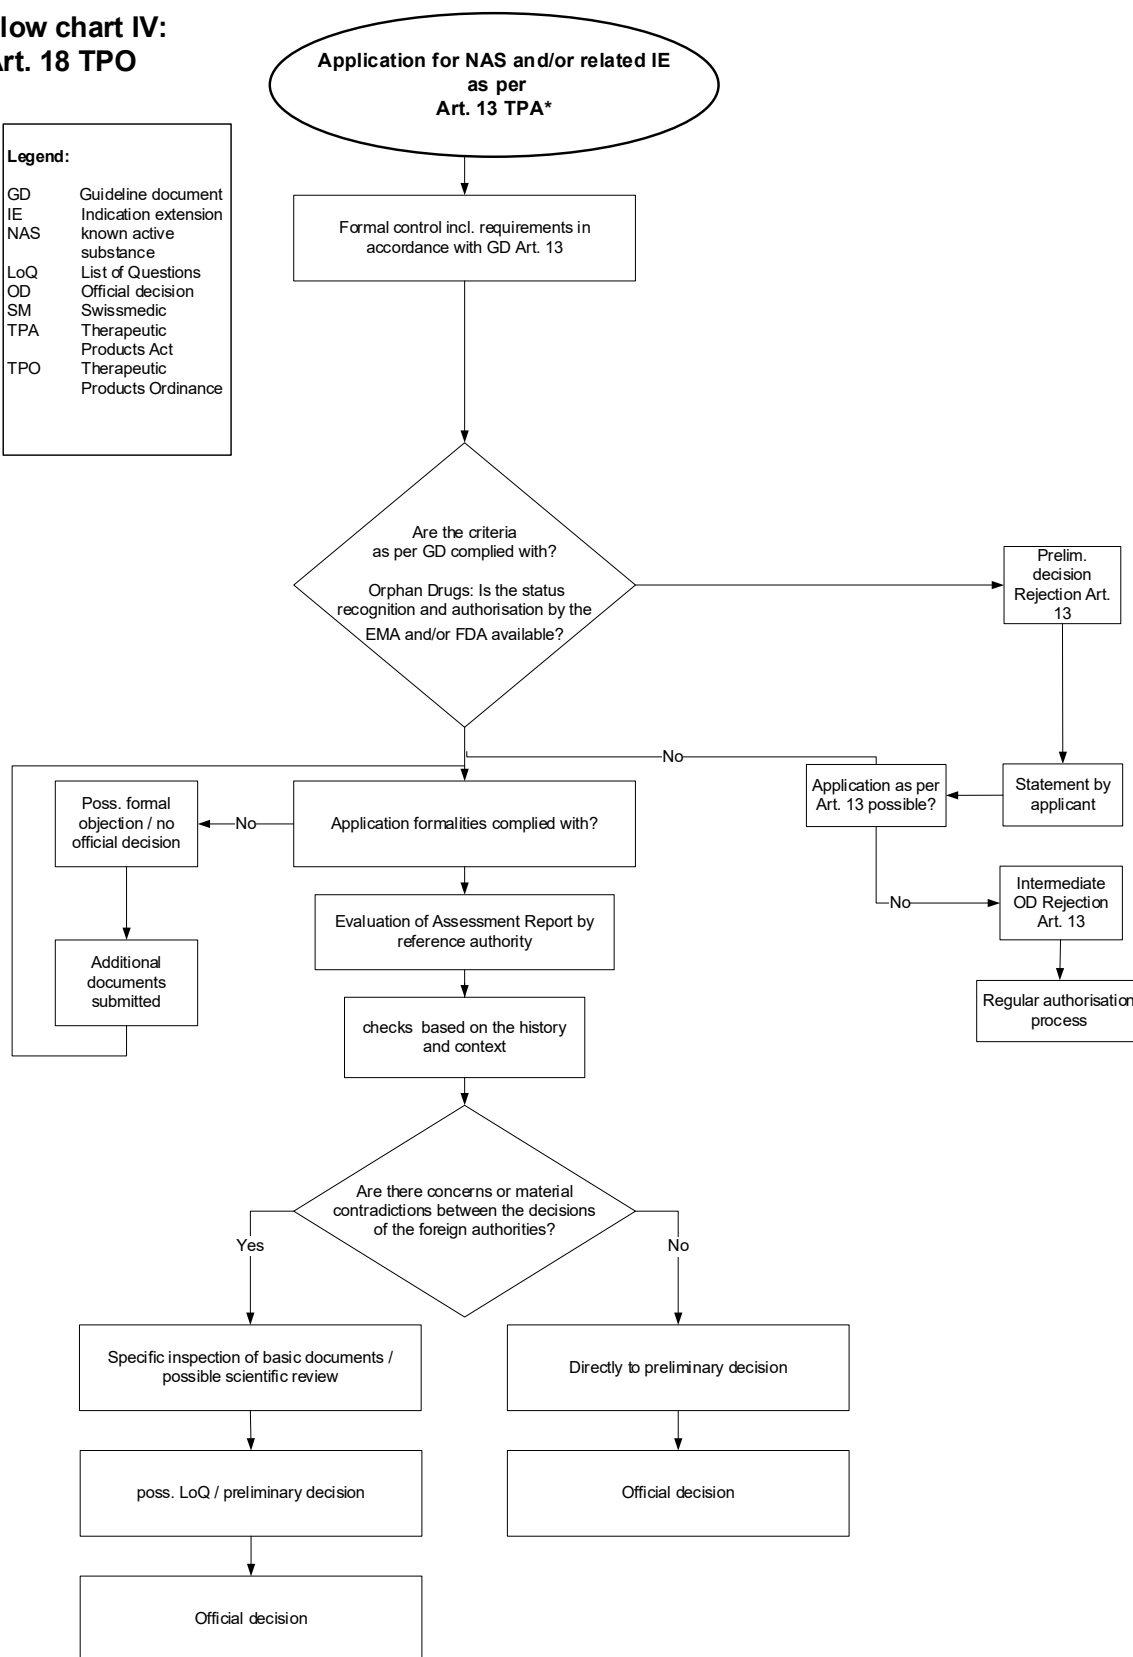 low chart IV:
Art. 18 TPO
Application for NAS and/or related IE
as per
Art. 13 TPA*
Legend:
GD Guideline document
IE Indication extension
NAS known active
substance
LoQ List of Questions
OD Official decision
SM Swissmedic
TPA Therapeutic
Products Act
TPO Therapeutic
Products Ordinance
Formal control incl. requirements in
accordance with GD Art. 13
Are the criteria
as per GD complied with?
Orphan Drugs: Is the status
recognition and authorisation by the
EMA and/or FDA available?
Prelim.
decision
Rejection Art.
13
No
Statement by
applicant
Application as per
Art. 13 possible?
Poss. formal
objection / no
official decision
No
Application formalities complied with?
No
Intermediate
OD Rejection
Art. 13
Evaluation of Assessment Report by
reference authority
Additional
documents
submitted
Regular authorisation
process
checks based on the history
and context
Are there concerns or material
contradictions between the decisions
of the foreign authorities?
Yes
No
Specific inspection of basic documents /
possible scientific review
Directly to preliminary decision
poss. LoQ / preliminary decision
Official decision
Official decision